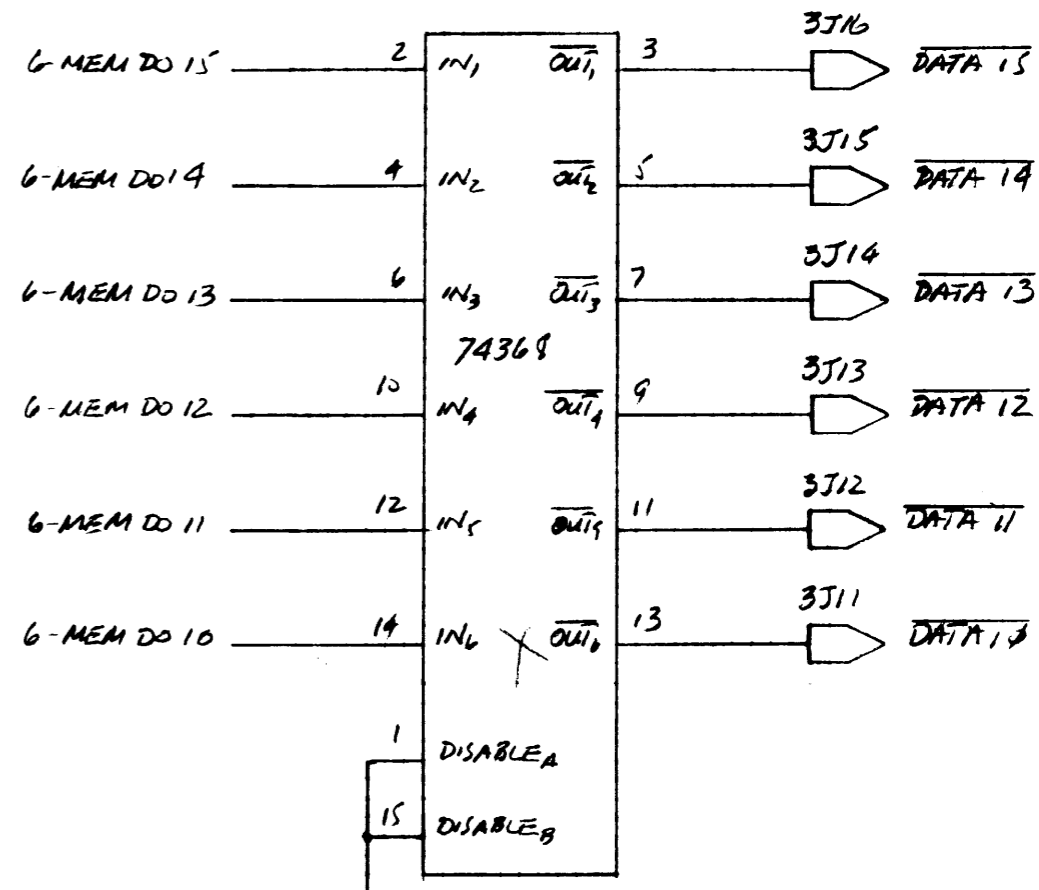 3J16
6-MEM DO 15 2 IN1 OUT1 3 DATA 15
3J15
6-MEM DO 14 4 IN2 OUT2 5 DATA 14
3J14
6-MEM DO 13 6 IN3 OUT3 7 DATA 13
74368
3J13
6-MEM DO 12 10 IN4 OUT4 9 DATA 12
3J12
6-MEM DO 11 12 IN5 OUT5 11 DATA 11
3J11
6-MEM DO 10 14 IN6 OUT6 13 DATA 10
1 DISABLEA
15 DISABLEB